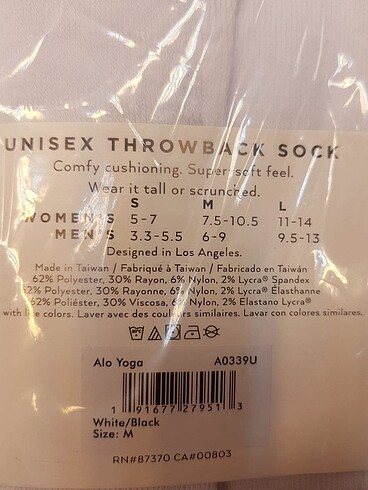 UNISEX THROWBACK SOCK
Comfy cushioning. Super soft feel.
Wear it tall or scrunched.
S M L
WOMEN'S 5-7 7.5-10.5 11-14
MEN'S 3.3-5.5 6-9 9.5-13
Designed in Los Angeles.
Made in Taiwan / Fabriqué à Taiwan / Fabricado en Taiwán
62% Polyester, 30% Rayon, 6% Nylon, 2% Lycra® Spandex
62% Polyester, 30% Rayonne, 6% Nylon, 2% Lycra® Élasthanne
62% Poliéster, 30% Viscosa, 6% Nylon, 2% Elastano Lycra®
with like colors. Laver avec des couleurs similaires. Lavar con colores similares.
Alo Yoga A0339U
1 91677 27951 3
White/Black
Size: M
RN#87370 CA#00803